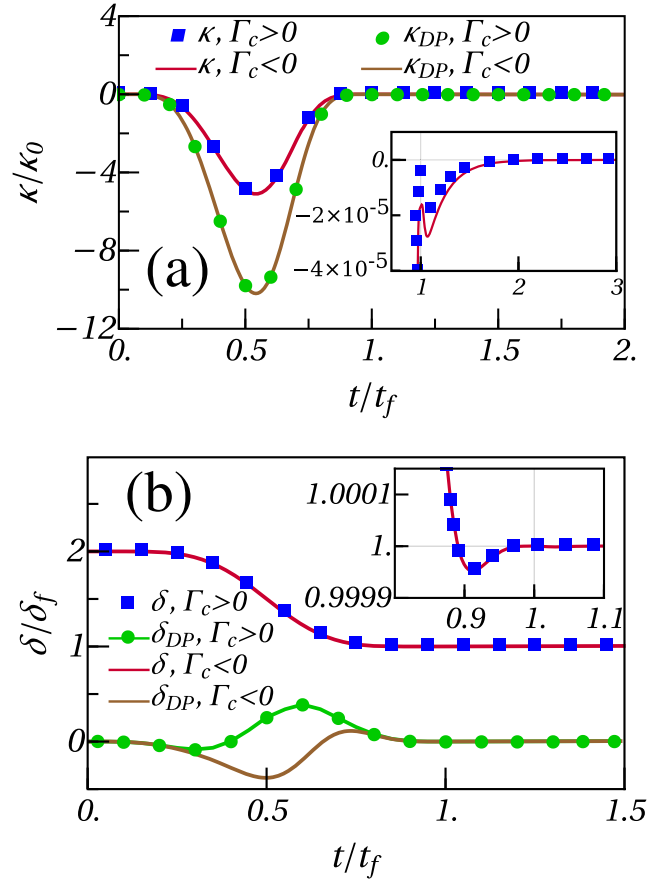 4
κ, Γc>0 κDP, Γc>0
κ, Γc<0 κDP, Γc<0
0
−4
−8
−12
κ/κ0
(a)
0.
−2×10-5
−4×10-5
1 2 3
0. 0.5 1. 1.5 2.
t/tf
(b)
2
1
0
δ/δf
δ, Γc>0
δDP, Γc>0
δ, Γc<0
δDP, Γc<0
1.0001
1.
0.9999
0.9 1. 1.1
0. 0.5 1. 1.5
t/tf